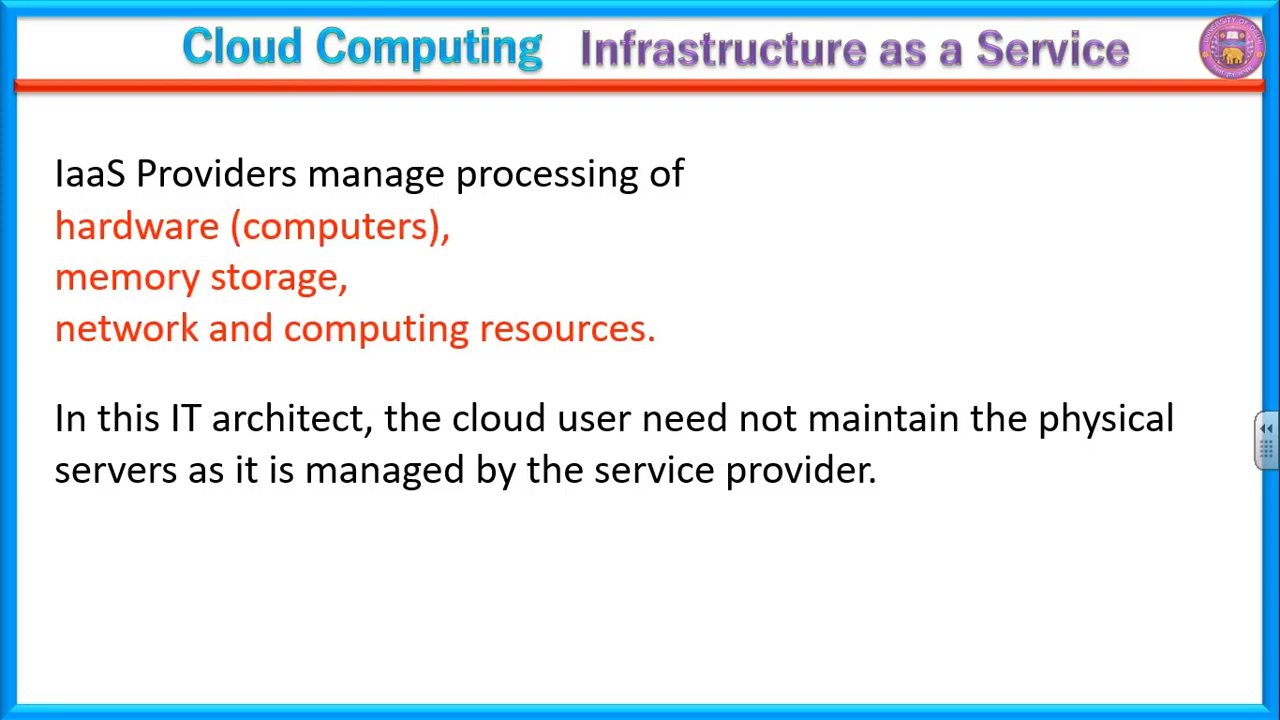 Cloud Computing Infrastructure as a Service
IaaS Providers manage processing of
hardware (computers),
memory storage,
network and computing resources.
In this IT architect, the cloud user need not maintain the physical
servers as it is managed by the service provider.